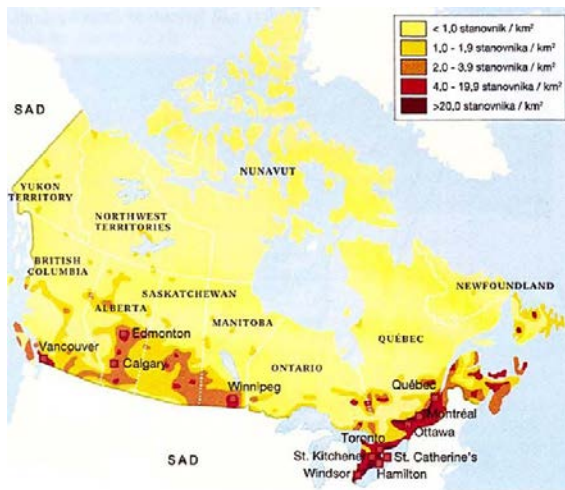 < 1,0 stanovnik / km²
1,0 - 1,9 stanovnika / km²
2,0 - 3,9 stanovnika / km²
4,0 - 19,9 stanovnika / km²
>20,0 stanovnika / km²
SAD
NUNAVUT
YUKON
TERRITORY
NORTHWEST
TERRITORIES
BRITISH
COLUMBIA
ALBERTA
SASKATCHEWAN
MANITOBA
ONTARIO
QUÉBEC
NEWFOUNDLAND
Edmonton
Vancouver
Calgary
Winnipeg
Québec
Montréal
Ottawa
Toronto
St. Kitchene
St. Catherine's
Windsor
Hamilton
SAD